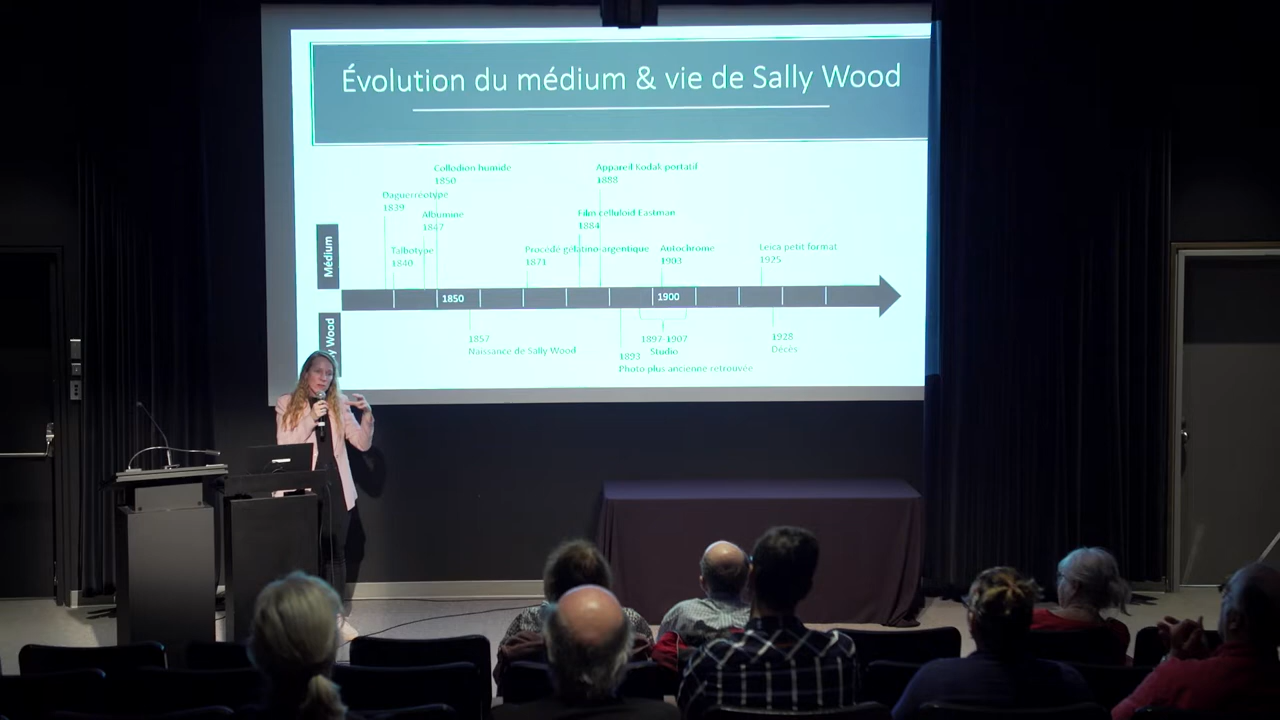 Évolution du médium & vie de Sally Wood
Collodion humide
1850
Appareil Kodak portatif
1888
Daguerréotype
1839
Albumine
1847
Film celluloïd Eastman
1884
Talbotype
1840
Procédé gélatino-argentique
1871
Autochrome
1903
Leica petit format
1925
Médium
1850
1900
y Wood
1857
Naissance de Sally Wood
1893
Photo plus ancienne retrouvée
1897-1907
Studio
1928
Décès